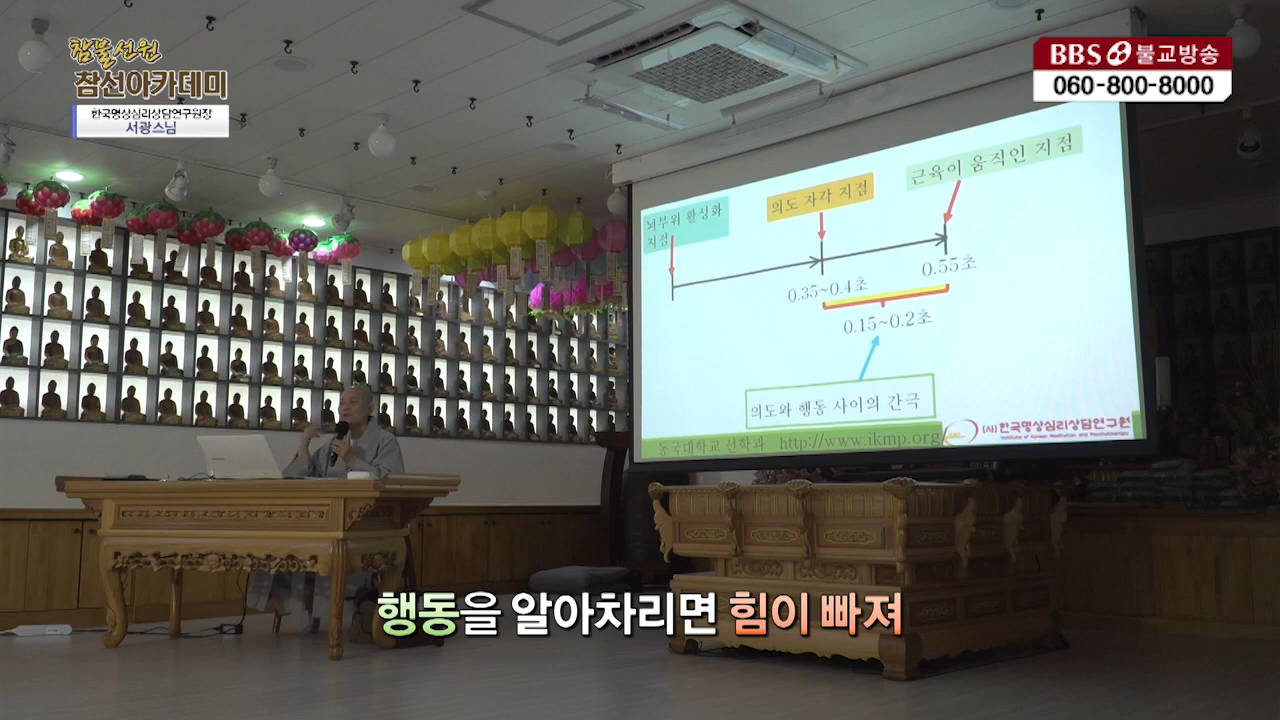 참불선원
참선아카데미
한국명상심리상담연구원장
서광스님
BBS 불교방송
060-800-8000
뇌부위 활성화
지점
의도 자각 지점
근육이 움직인 지점
0.35~0.4초
0.55초
0.15~0.2초
의도와 행동 사이의 간극
동국대학교 선학과 http://www.ikmp.org
(사)한국명상심리상담연구원
Institute of Korean Meditation and Psychotherapy
행동을 알아차리면 힘이 빠져